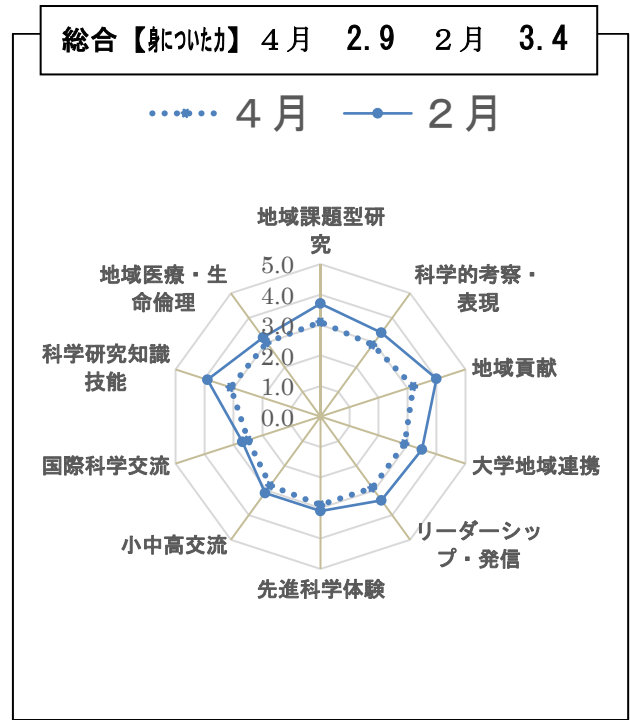 総合【身についた力】４月　2.9　２月　3.4
４月　２月
地域課題型研
究
科学的考察・
表現
地域貢献
大学地域連携
リーダーシッ
プ・発信
先進科学体験
小中高交流
国際科学交流
科学研究知識
技能
地域医療・生
命倫理
5.0
4.0
3.0
2.0
1.0
0.0